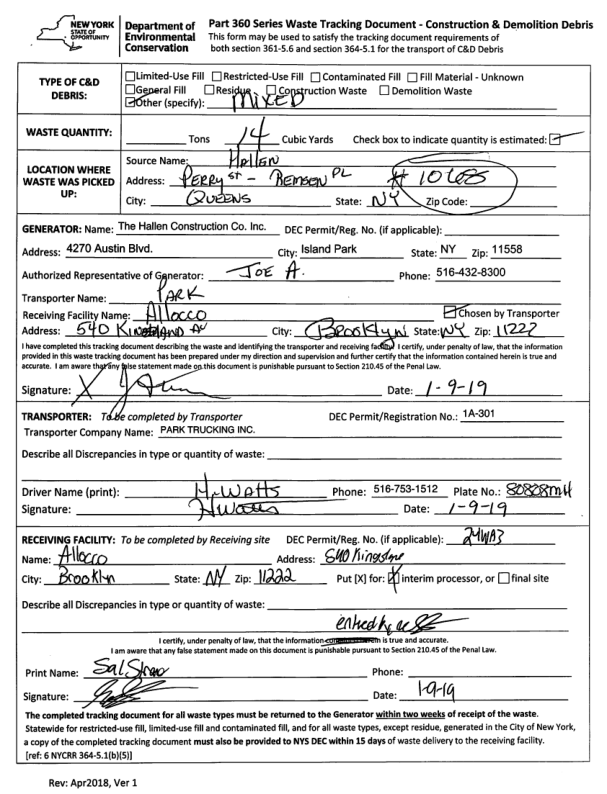 NEW YORK
STATE OF
OPPORTUNITY
Department of
Environmental
Conservation
Part 360 Series Waste Tracking Document - Construction & Demolition Debris
This form may be used to satisfy the tracking document requirements of
both section 361-5.6 and section 364-5.1 for the transport of C&D Debris
TYPE OF C&D
DEBRIS:
Limited-Use Fill Restricted-Use Fill Contaminated Fill Fill Material - Unknown
General Fill Residue Construction Waste Demolition Waste
Other (specify): MIXED
WASTE QUANTITY: Tons 14 Cubic Yards Check box to indicate quantity is estimated:
LOCATION WHERE
WASTE WAS PICKED
UP:
Source Name: Hallen
Address: PERRY ST - REMSEN PL
City: QUEENS State: NY Zip Code:
GENERATOR: Name: The Hallen Construction Co. Inc. DEC Permit/Reg. No. (if applicable):
Address: 4270 Austin Blvd. City: Island Park State: NY Zip: 11558
Authorized Representative of Generator: JOE A. Phone: 516-432-8300
Transporter Name: PARK
Receiving Facility Name: Allocco Chosen by Transporter
Address: 540 KINGSLAND AV City: Brooklyn State: NY Zip: 11222
I have completed this tracking document describing the waste and identifying the transporter and receiving facility. I certify, under penalty of law, that the information
provided in this waste tracking document has been prepared under my direction and supervision and further certify that the information contained herein is true and
accurate. I am aware that any false statement made on this document is punishable pursuant to Section 210.45 of the Penal Law.
Signature: X Date: 1-9-19
TRANSPORTER: To be completed by Transporter DEC Permit/Registration No.: 1A-301
Transporter Company Name: PARK TRUCKING INC.
Describe all Discrepancies in type or quantity of waste:
Driver Name (print): H. WATTS Phone: 516-753-1512 Plate No.: 80808MH
Signature: H Watts Date: 1-9-19
RECEIVING FACILITY: To be completed by Receiving site DEC Permit/Reg. No. (if applicable): 24WA3
Name: Allocco Address: 540 Kingsland
City: Brooklyn State: NY Zip: 11222 Put [X] for: X interim processor, or final site
Describe all Discrepancies in type or quantity of waste:
I certify, under penalty of law, that the information is true and accurate.
I am aware that any false statement made on this document is punishable pursuant to Section 210.45 of the Penal Law.
Print Name: Sal Phone:
Signature: Date: 1-9-19
The completed tracking document for all waste types must be returned to the Generator within two weeks of receipt of the waste.
Statewide for restricted-use fill, limited-use fill and contaminated fill, and for all waste types, except residue, generated in the City of New York,
a copy of the completed tracking document must also be provided to NYS DEC within 15 days of waste delivery to the receiving facility.
[ref: 6 NYCRR 364-5.1(b)(5)]
Rev: Apr2018, Ver 1